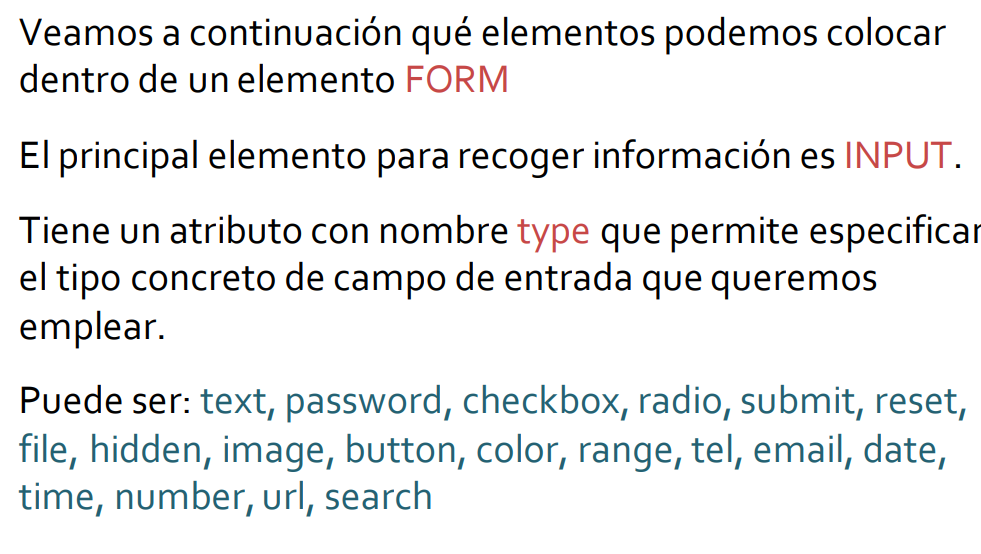 Veamos a continuación qué elementos podemos colocar
dentro de un elemento FORM
El principal elemento para recoger información es INPUT.
Tiene un atributo con nombre type que permite especificar
el tipo concreto de campo de entrada que queremos
emplear.
Puede ser: text, password, checkbox, radio, submit, reset,
file, hidden, image, button, color, range, tel, email, date,
time, number, url, search